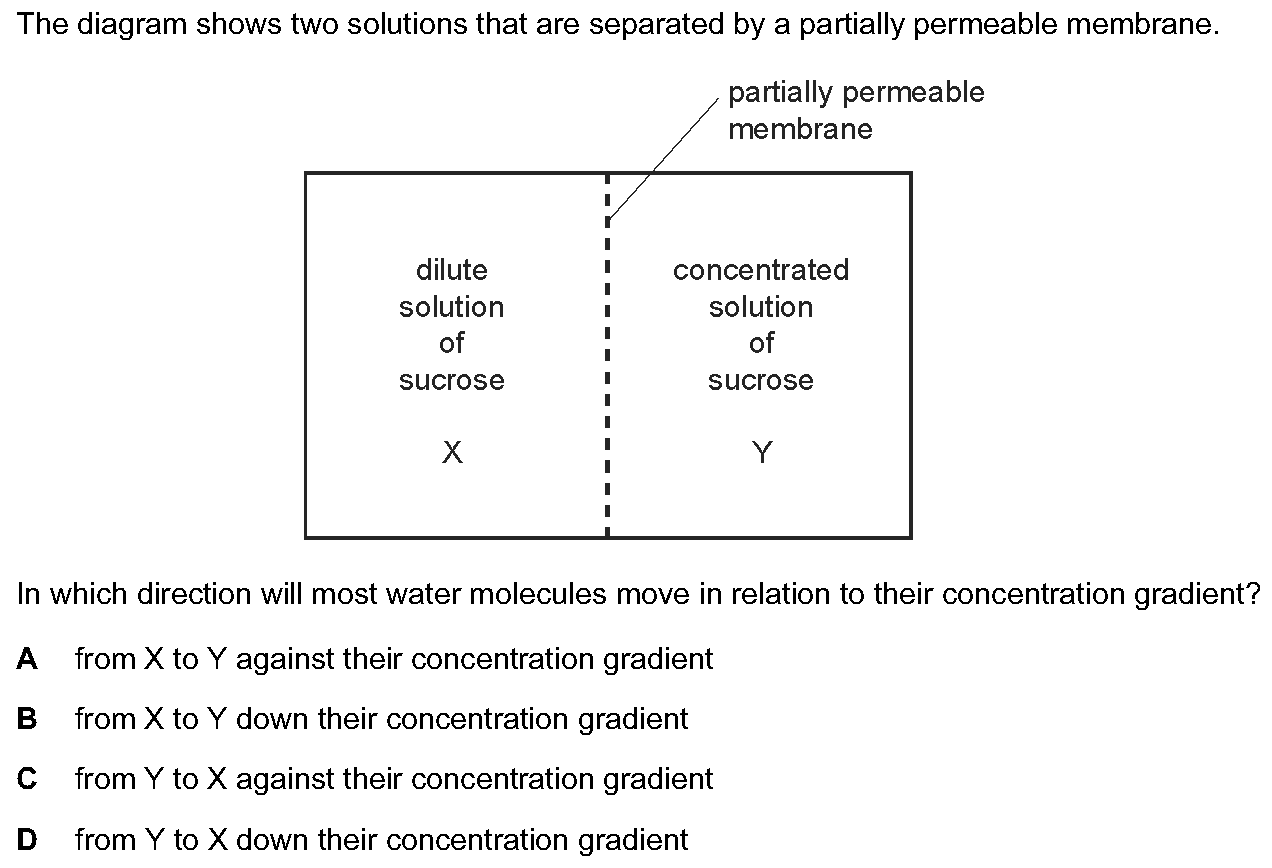 The diagram shows two solutions that are separated by a partially permeable membrane.
partially permeable
membrane
dilute
solution
of
sucrose
X
concentrated
solution
of
sucrose
Y
In which direction will most water molecules move in relation to their concentration gradient?
A from X to Y against their concentration gradient
B from X to Y down their concentration gradient
C from Y to X against their concentration gradient
D from Y to X down their concentration gradient